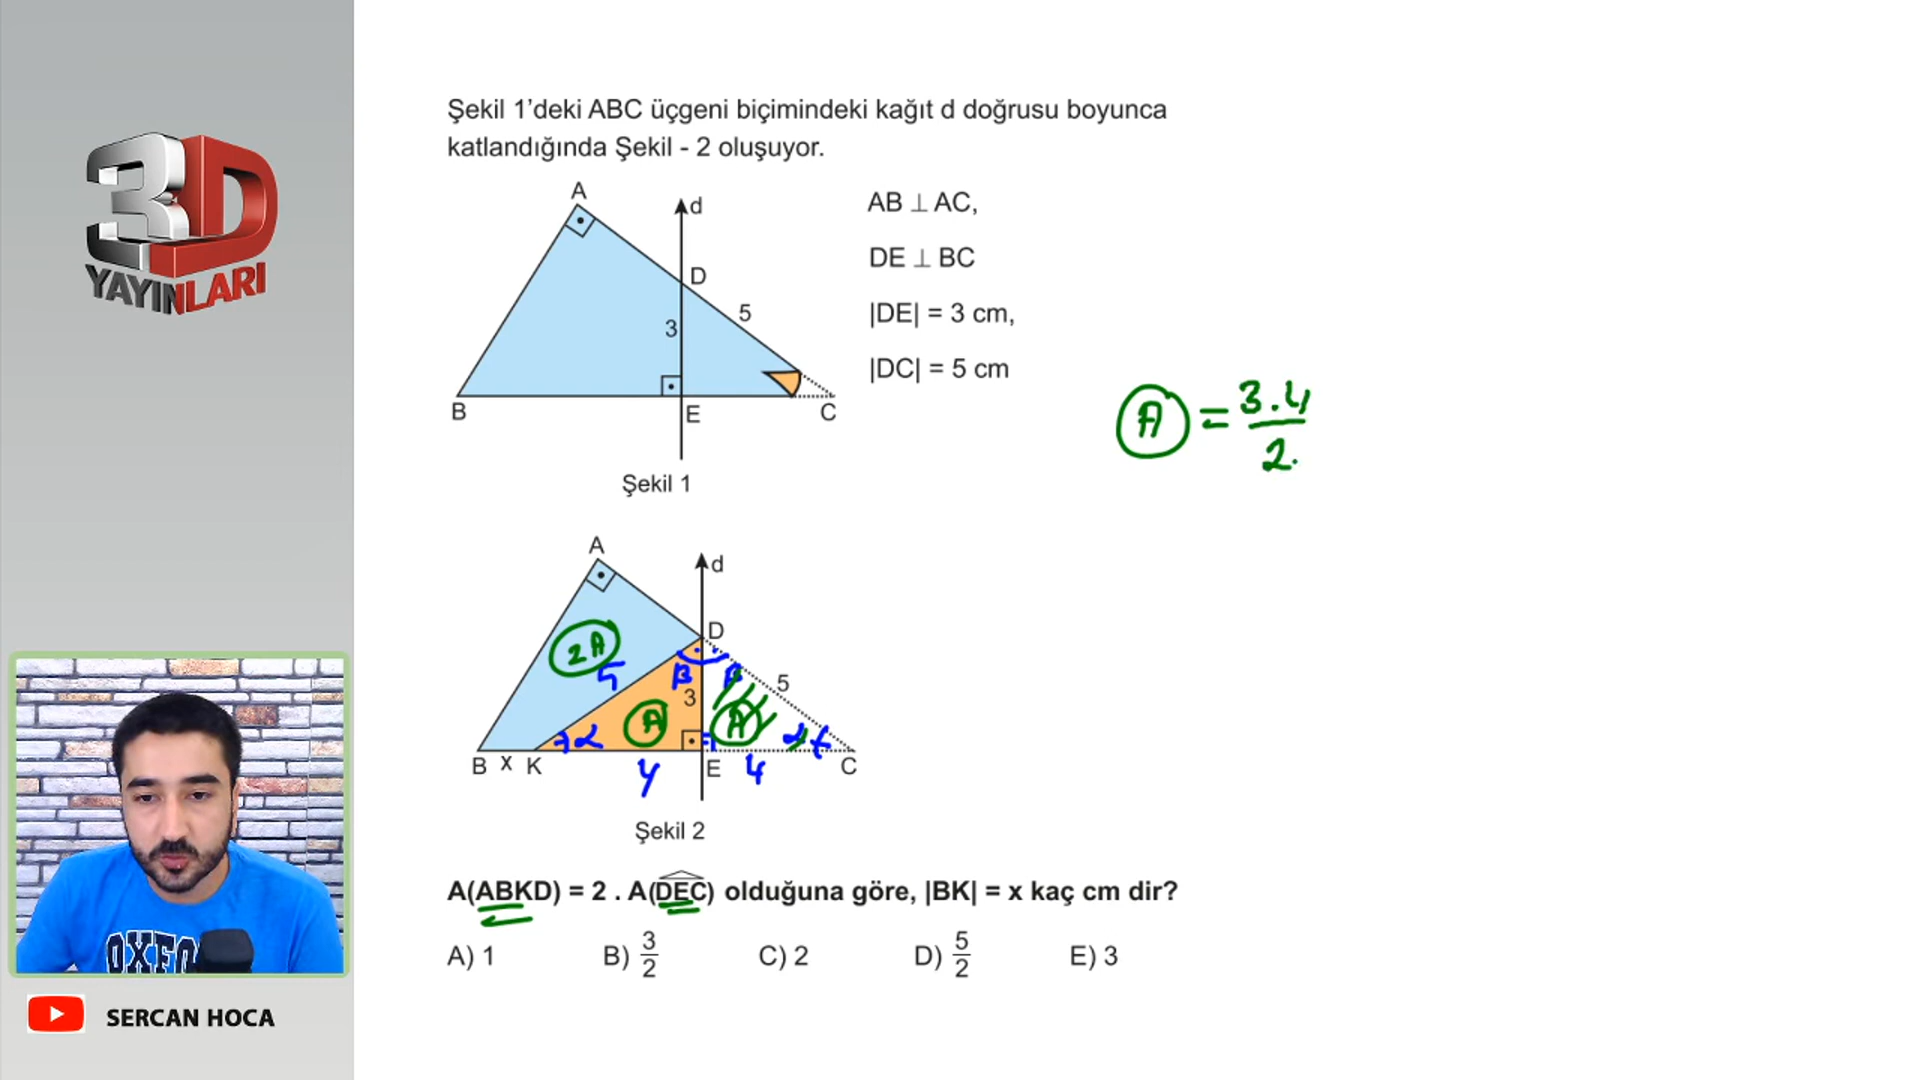 3D
YAYINLARI
Şekil 1'deki ABC üçgeni biçimindeki kağıt d doğrusu boyunca
katlandığında Şekil - 2 oluşuyor.
A
d
D
5
3
B
E
C
Şekil 1
AB ⊥ AC,
DE ⊥ BC
|DE| = 3 cm,
|DC| = 5 cm
A = 3.4/2.
A
d
D
2A
5
β
β
5
3
A
A
α
B x K
4
E
4
C
Şekil 2
A(ABKD) = 2 . A(DEC) olduğuna göre, |BK| = x kaç cm dir?
A) 1 B) 3/2 C) 2 D) 5/2 E) 3
SERCAN HOCA